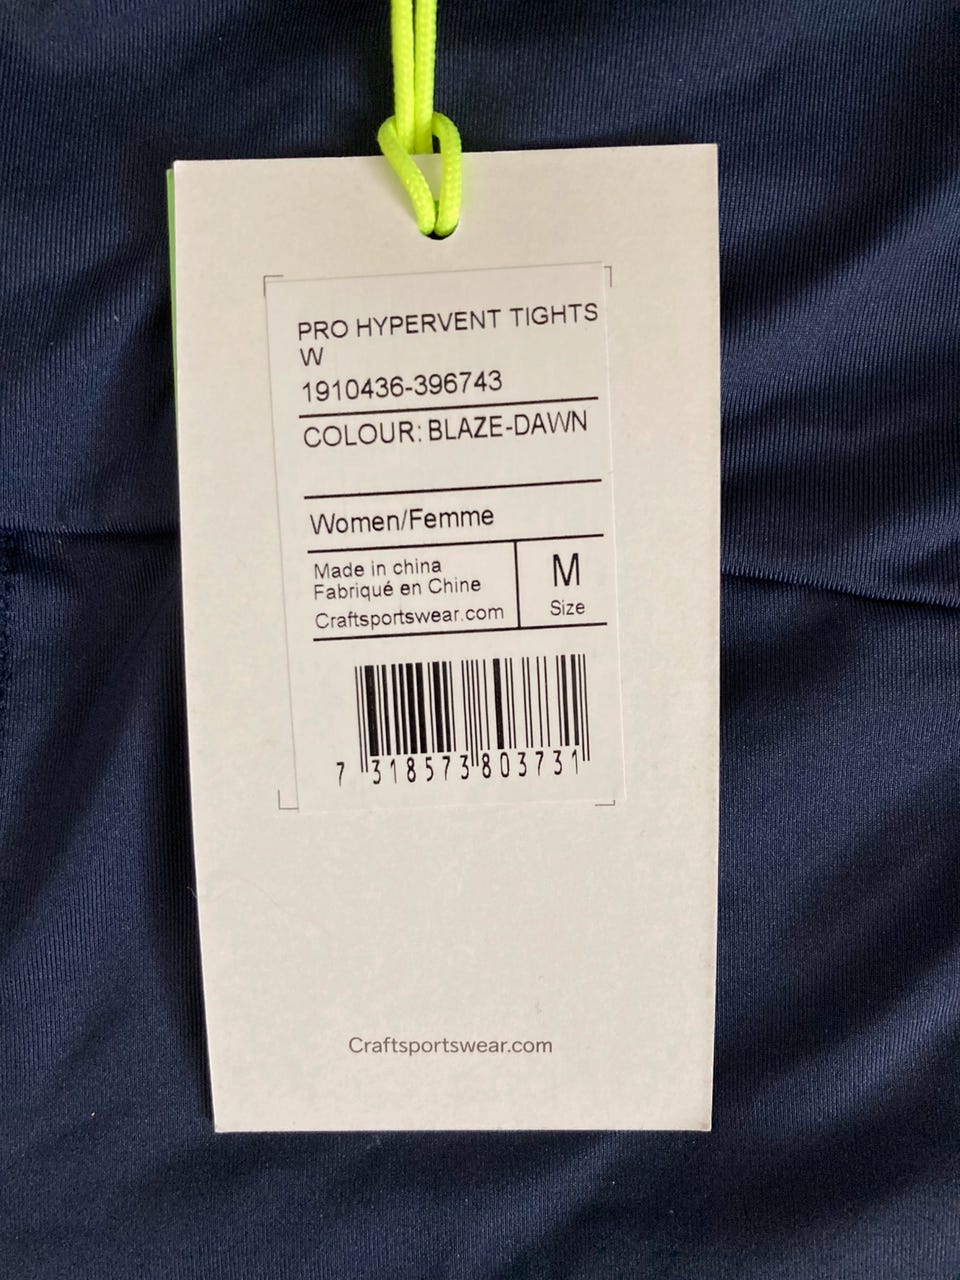 PRO HYPERVENT TIGHTS
W
1910436-396743
COLOUR: BLAZE-DAWN
Women/Femme
Made in china
Fabriqué en Chine
Craftsportswear.com
M
Size
7 318573 803731
Craftsportswear.com